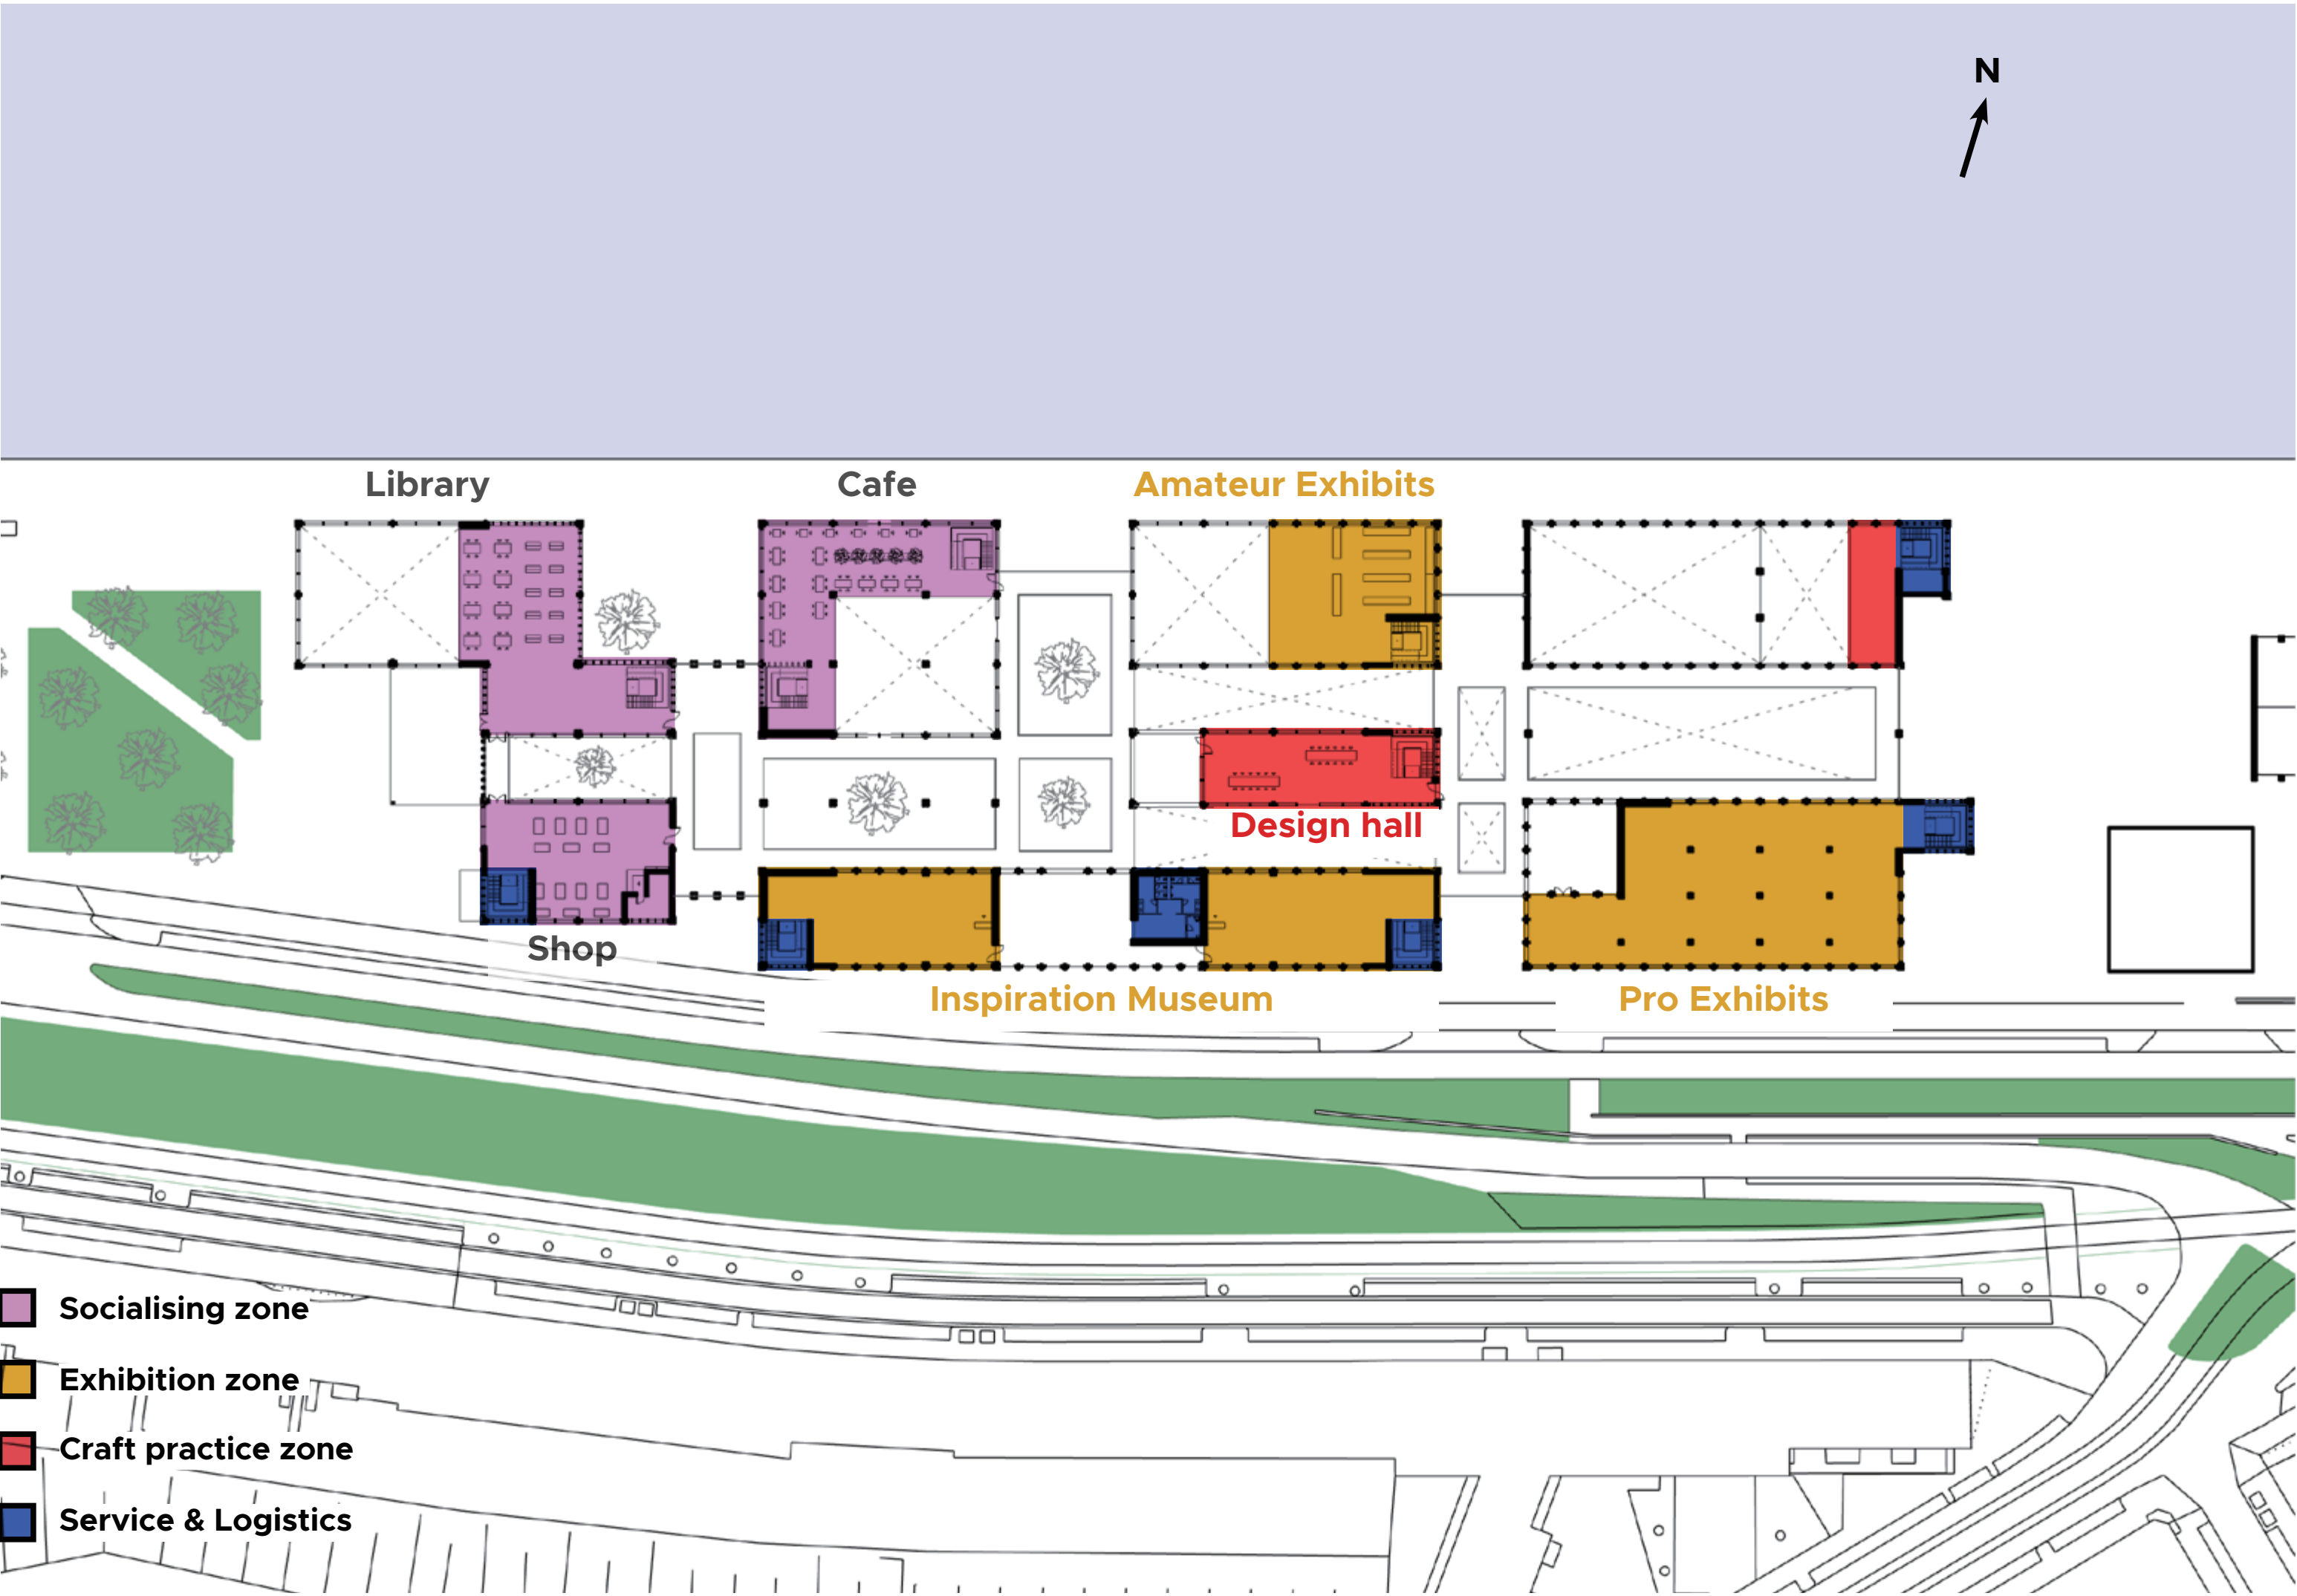 N
Library
Cafe
Amateur Exhibits
Design hall
Shop
Inspiration Museum
Pro Exhibits
Socialising zone
Exhibition zone
Craft practice zone
Service & Logistics